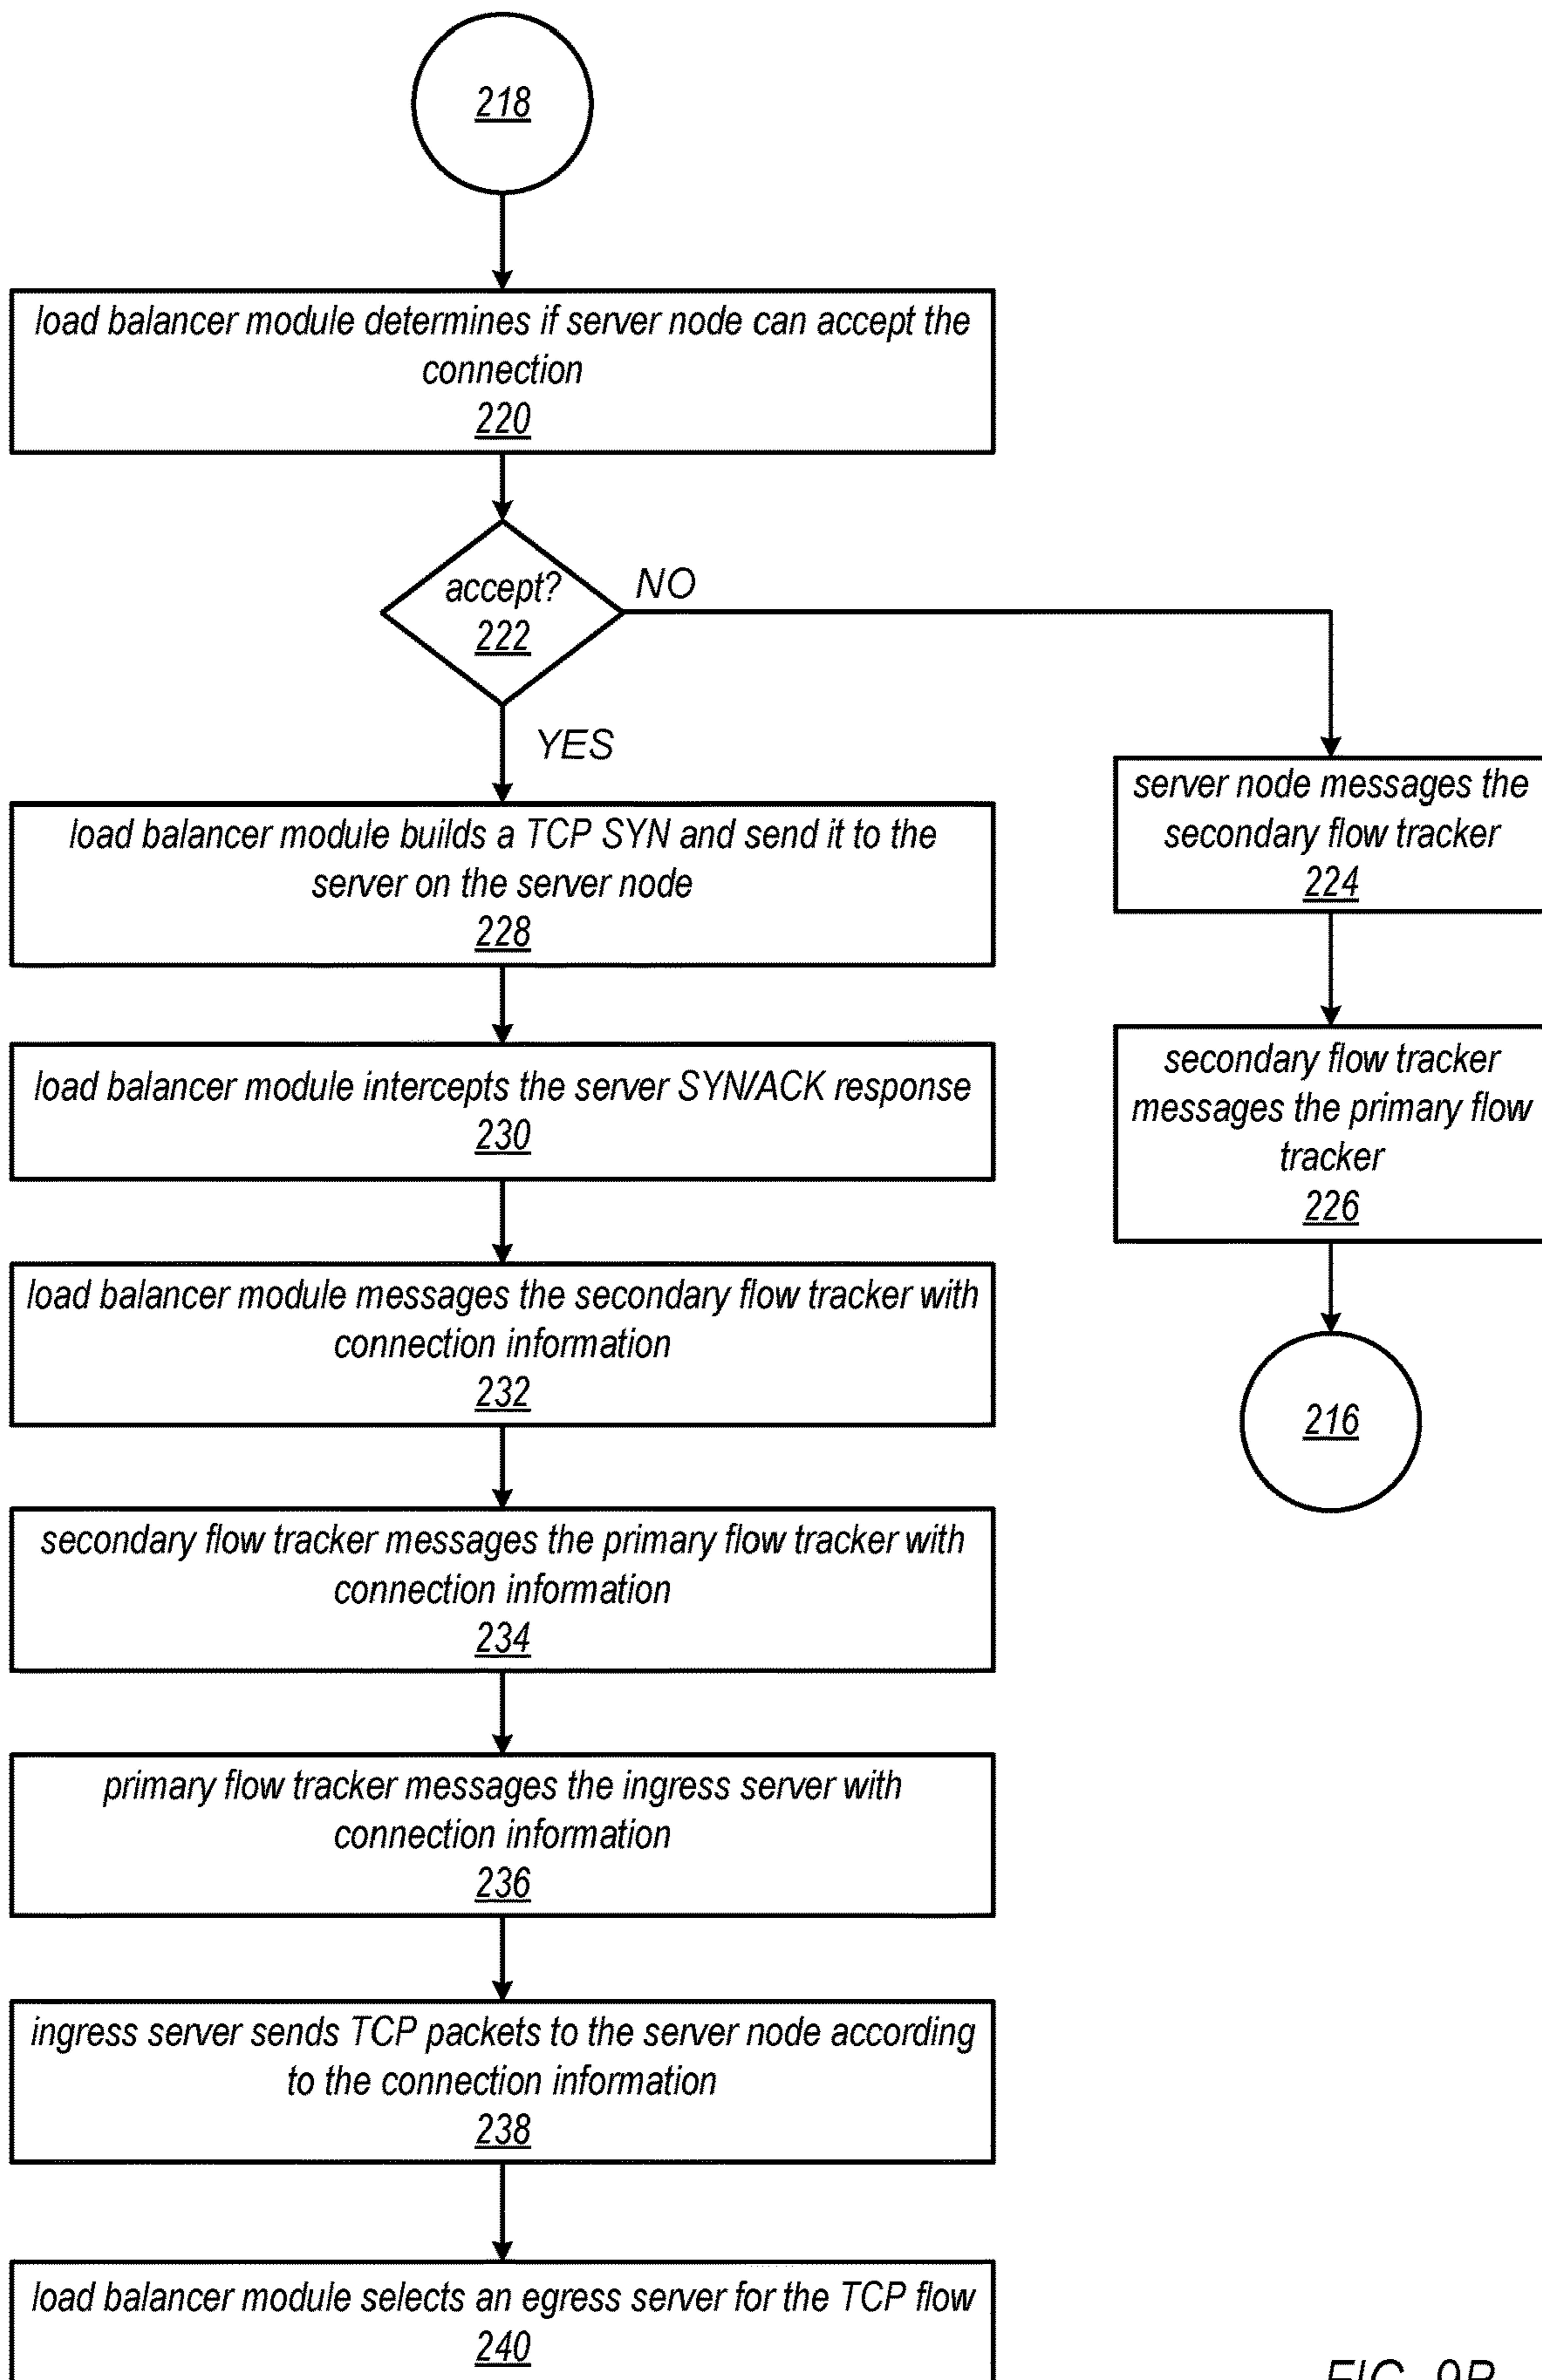 218
load balancer module determines if server node can accept the
connection
220
accept?
222
NO
YES
server node messages the
secondary flow tracker
224
load balancer module builds a TCP SYN and send it to the
server on the server node
228
secondary flow tracker
messages the primary flow
tracker
226
load balancer module intercepts the server SYN/ACK response
230
load balancer module messages the secondary flow tracker with
connection information
232
216
secondary flow tracker messages the primary flow tracker with
connection information
234
primary flow tracker messages the ingress server with
connection information
236
ingress server sends TCP packets to the server node according
to the connection information
238
load balancer module selects an egress server for the TCP flow
240
FIG. 9B